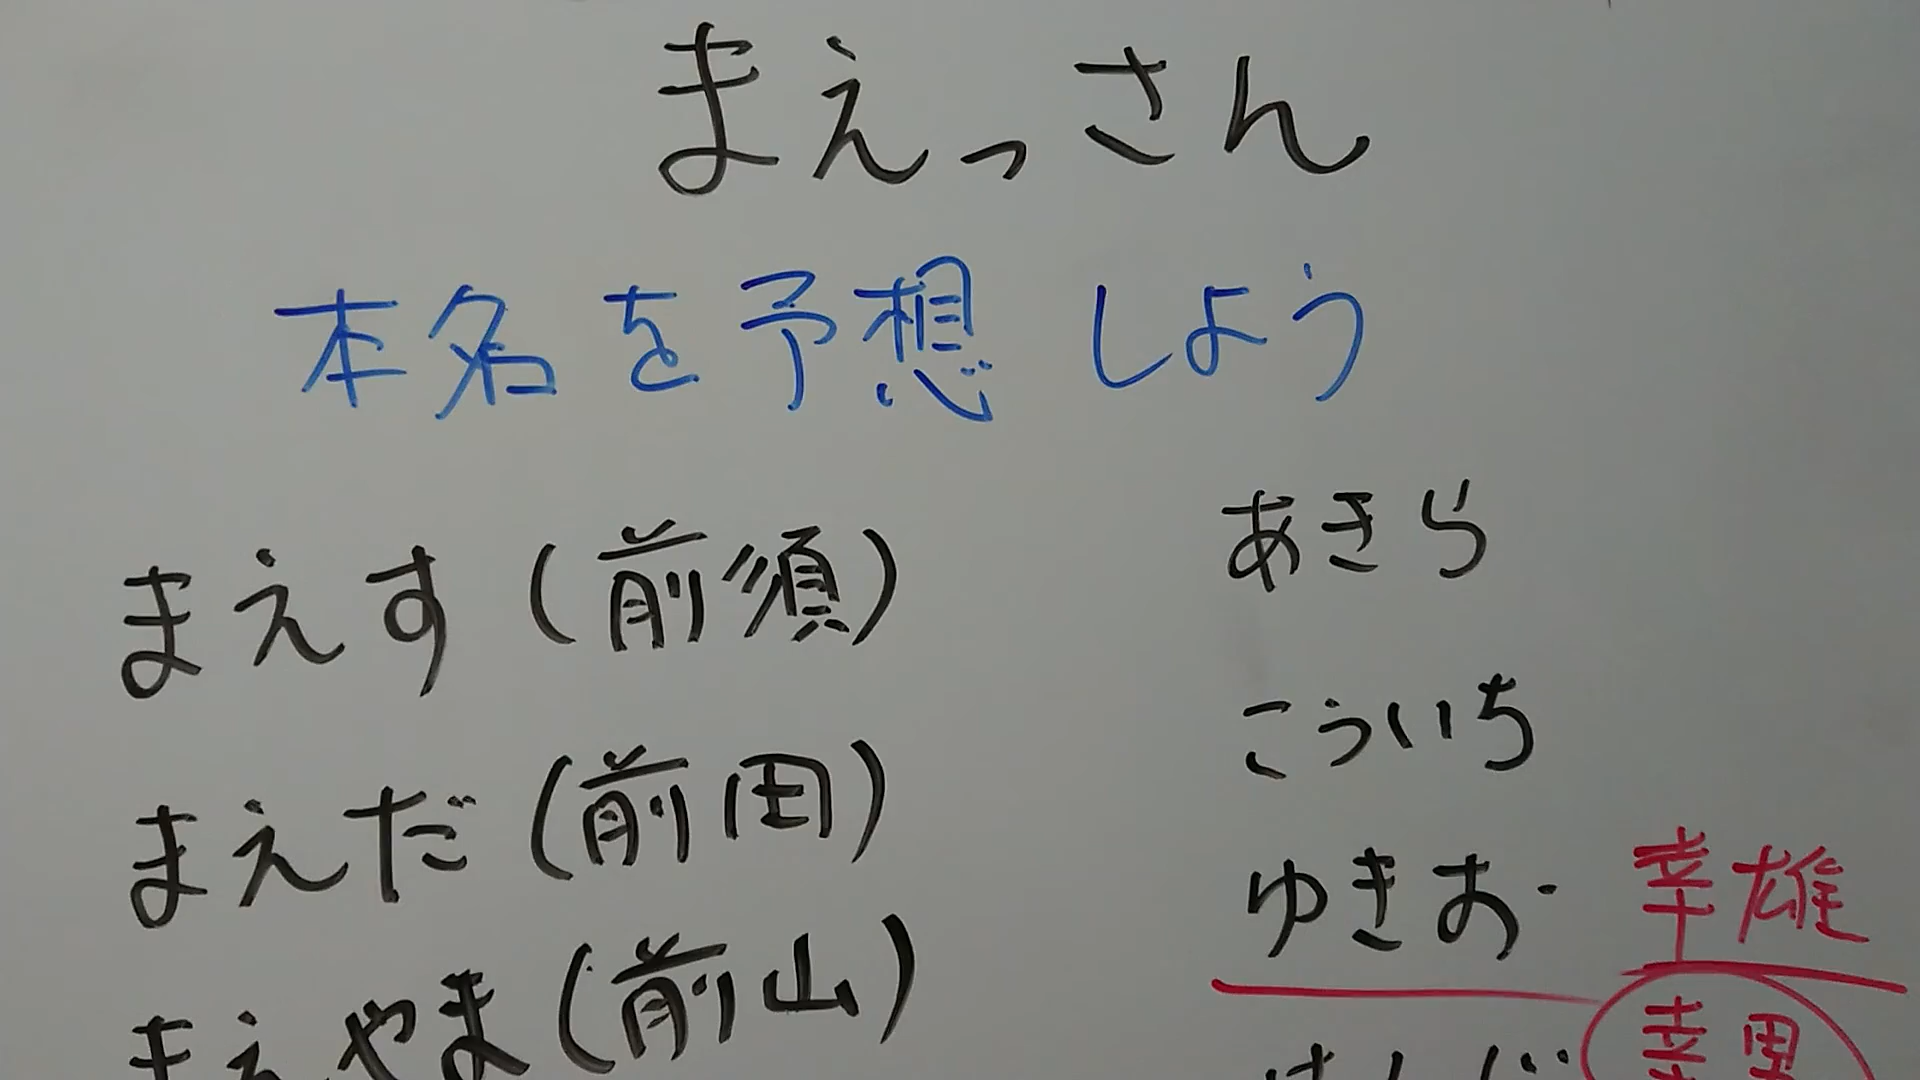 まえっさん
本名を予想しよう
まえす(前須)
まえだ(前田)
まえやま(前山)
あきら
こういち
ゆきお 幸雄
幸男